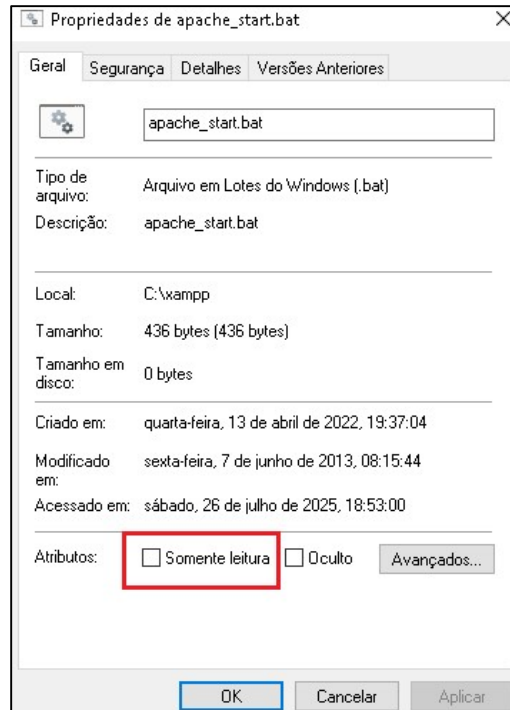 Propriedades de apache_start.bat
Geral Segurança Detalhes Versões Anteriores
apache_start.bat
Tipo de
arquivo: Arquivo em Lotes do Windows (.bat)
Descrição: apache_start.bat
Local: C:\xampp
Tamanho: 436 bytes (436 bytes)
Tamanho em
disco: 0 bytes
Criado em: quarta-feira, 13 de abril de 2022, 19:37:04
Modificado
em: sexta-feira, 7 de junho de 2013, 08:15:44
Acessado em: sábado, 26 de julho de 2025, 18:53:00
Atributos: Somente leitura Oculto Avançados...
OK Cancelar Aplicar